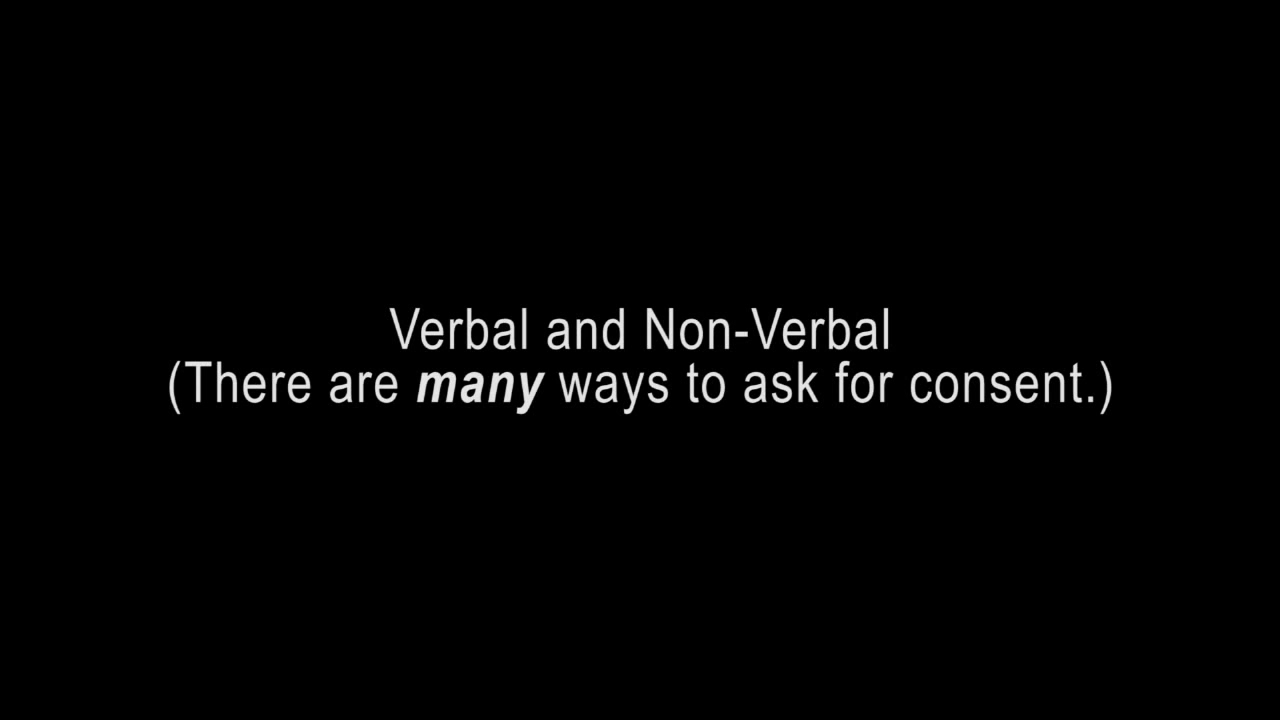 Verbal and Non-Verbal
(There are many ways to ask for consent.)